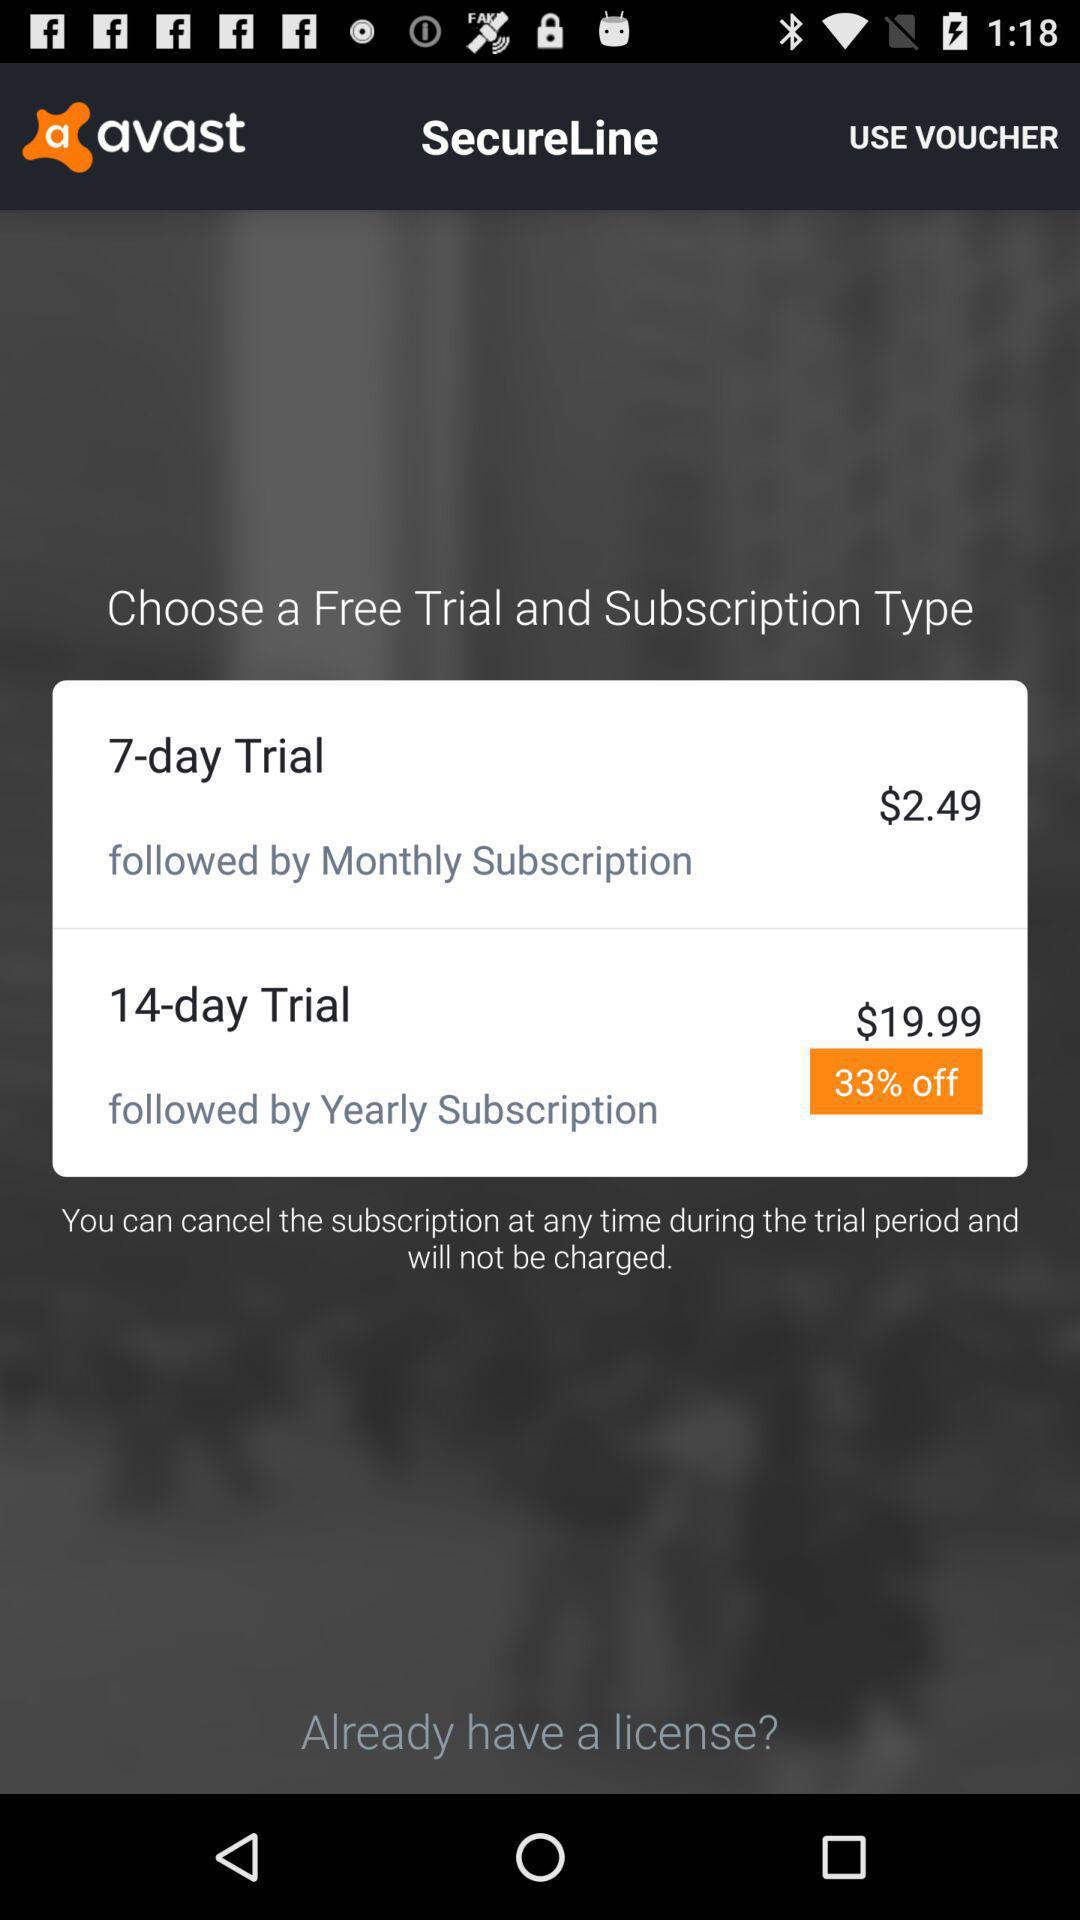 FAKE
1:18
a avast
SecureLine
USE VOUCHER
Choose a Free Trial and Subscription Type
7-day Trial
$2.49
followed by Monthly Subscription
14-day Trial
$19.99
33% off
followed by Yearly Subscription
You can cancel the subscription at any time during the trial period and
will not be charged.
Already have a license?